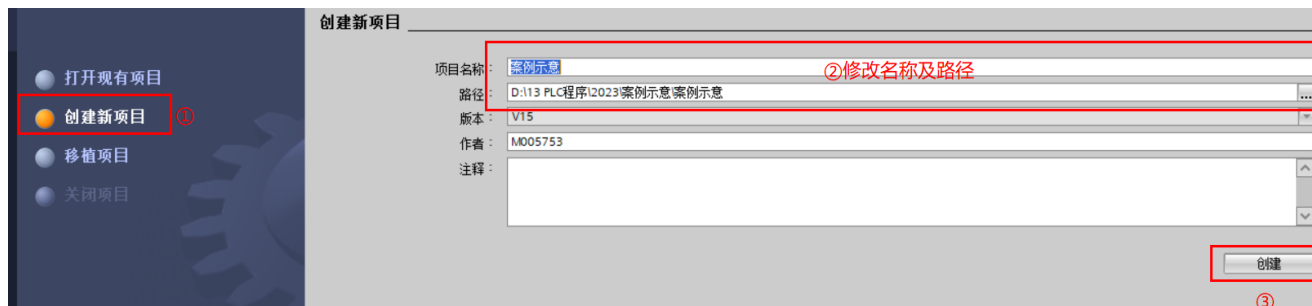 创建新项目
打开现有项目
创建新项目 ①
移植项目
关闭项目
项目名称： 案例示意 ②修改名称及路径
路径： D:\13 PLC程序\2023\案例示意\案例示意 ...
版本： V15
作者： M005753
注释：
创建
③